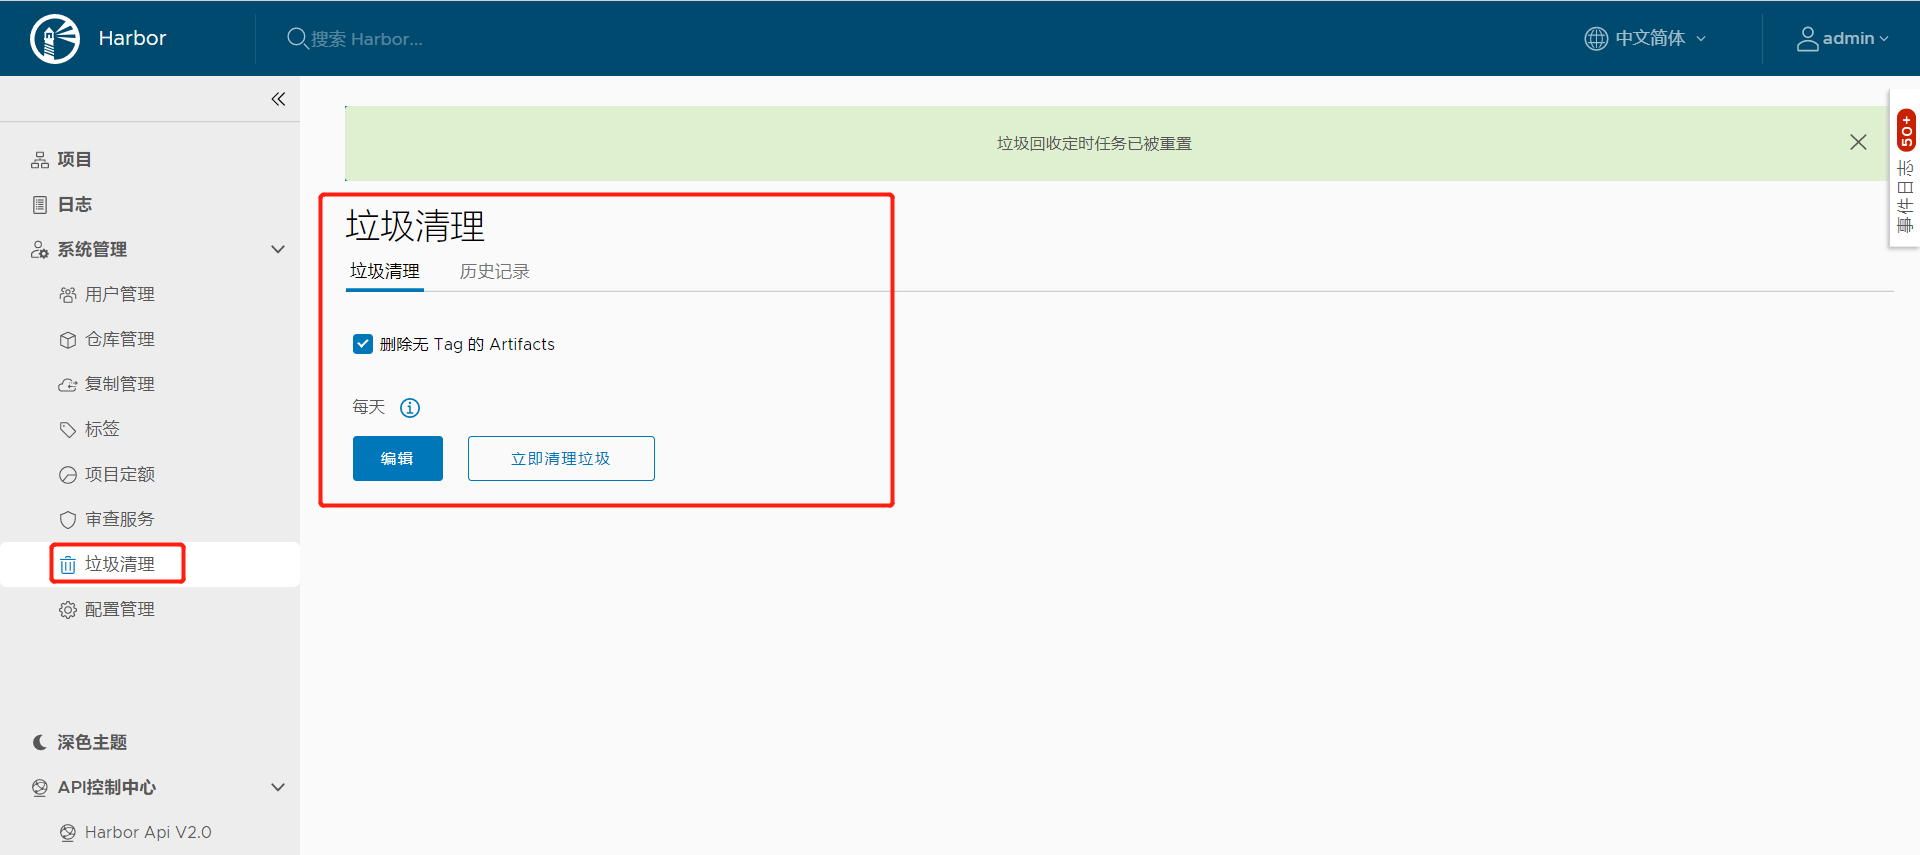 Harbor
搜索 Harbor...
中文简体
admin
项目
日志
系统管理
用户管理
仓库管理
复制管理
标签
项目定额
审查服务
垃圾清理
配置管理
深色主题
API控制中心
Harbor Api V2.0
垃圾回收定时任务已被重置
50+
事件日志
垃圾清理
垃圾清理
历史记录
删除无 Tag 的 Artifacts
每天
编辑
立即清理垃圾